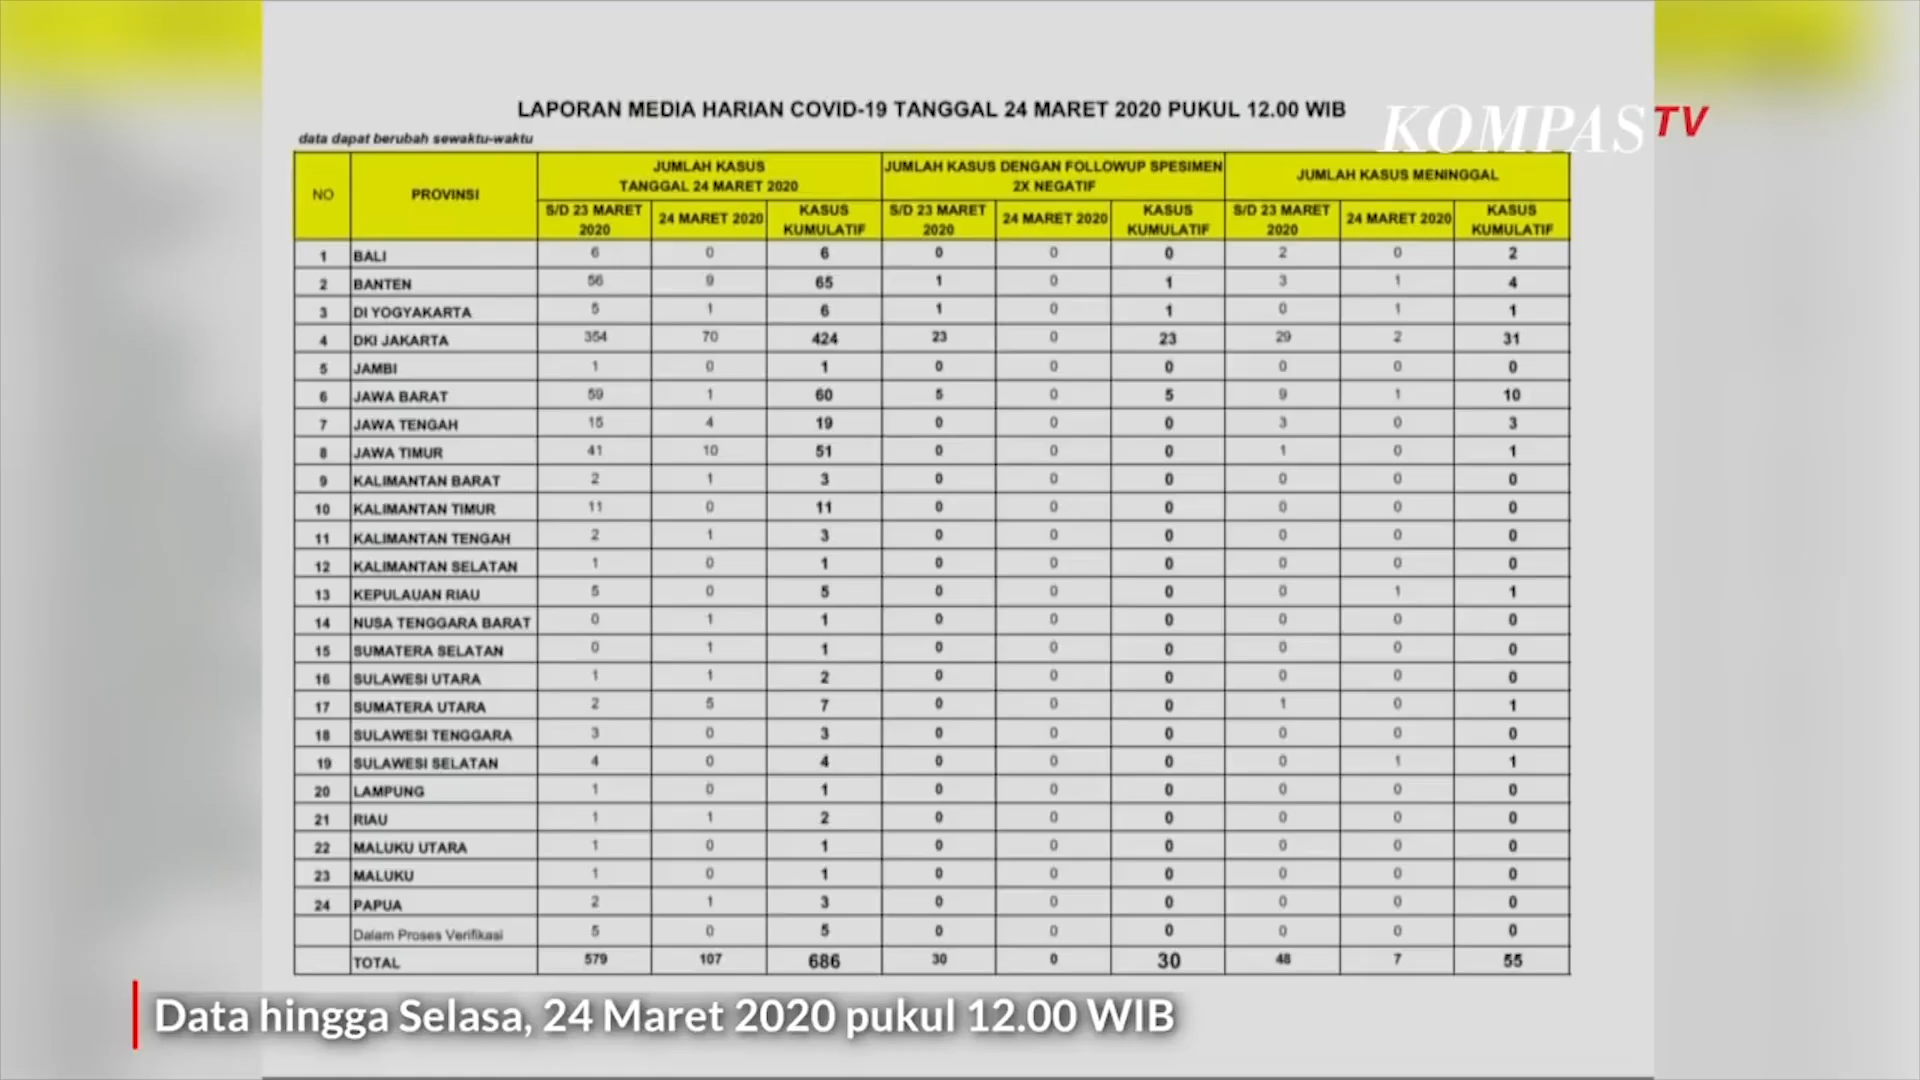 LAPORAN MEDIA HARIAN COVID-19 TANGGAL 24 MARET 2020 PUKUL 12.00 WIB
KOMPAS TV
data dapat berubah sewaktu-waktu
NO PROVINSI JUMLAH KASUS TANGGAL 24 MARET 2020 JUMLAH KASUS DENGAN FOLLOWUP SPESIMEN 2X NEGATIF JUMLAH KASUS MENINGGAL
S/D 23 MARET 2020 24 MARET 2020 KASUS KUMULATIF S/D 23 MARET 2020 24 MARET 2020 KASUS KUMULATIF S/D 23 MARET 2020 24 MARET 2020 KASUS KUMULATIF
1 BALI 6 0 6 0 0 0 2 0 2
2 BANTEN 56 9 65 1 0 1 3 1 4
3 DI YOGYAKARTA 5 1 6 1 0 1 0 1 1
4 DKI JAKARTA 354 70 424 23 0 23 29 2 31
5 JAMBI 1 0 1 0 0 0 0 0 0
6 JAWA BARAT 59 1 60 5 0 5 9 1 10
7 JAWA TENGAH 15 4 19 0 0 0 3 0 3
8 JAWA TIMUR 41 10 51 0 0 0 1 0 1
9 KALIMANTAN BARAT 2 1 3 0 0 0 0 0 0
10 KALIMANTAN TIMUR 11 0 11 0 0 0 0 0 0
11 KALIMANTAN TENGAH 2 1 3 0 0 0 0 0 0
12 KALIMANTAN SELATAN 1 0 1 0 0 0 0 0 0
13 KEPULAUAN RIAU 5 0 5 0 0 0 0 1 1
14 NUSA TENGGARA BARAT 0 1 1 0 0 0 0 0 0
15 SUMATERA SELATAN 0 1 1 0 0 0 0 0 0
16 SULAWESI UTARA 1 1 2 0 0 0 0 0 0
17 SUMATERA UTARA 2 5 7 0 0 0 1 0 1
18 SULAWESI TENGGARA 3 0 3 0 0 0 0 0 0
19 SULAWESI SELATAN 4 0 4 0 0 0 0 1 1
20 LAMPUNG 1 0 1 0 0 0 0 0 0
21 RIAU 1 1 2 0 0 0 0 0 0
22 MALUKU UTARA 1 0 1 0 0 0 0 0 0
23 MALUKU 1 0 1 0 0 0 0 0 0
24 PAPUA 2 1 3 0 0 0 0 0 0
Dalam Proses Verifikasi 5 0 5 0 0 0 0 0 0
TOTAL 579 107 686 30 0 30 48 7 55
Data hingga Selasa, 24 Maret 2020 pukul 12.00 WIB